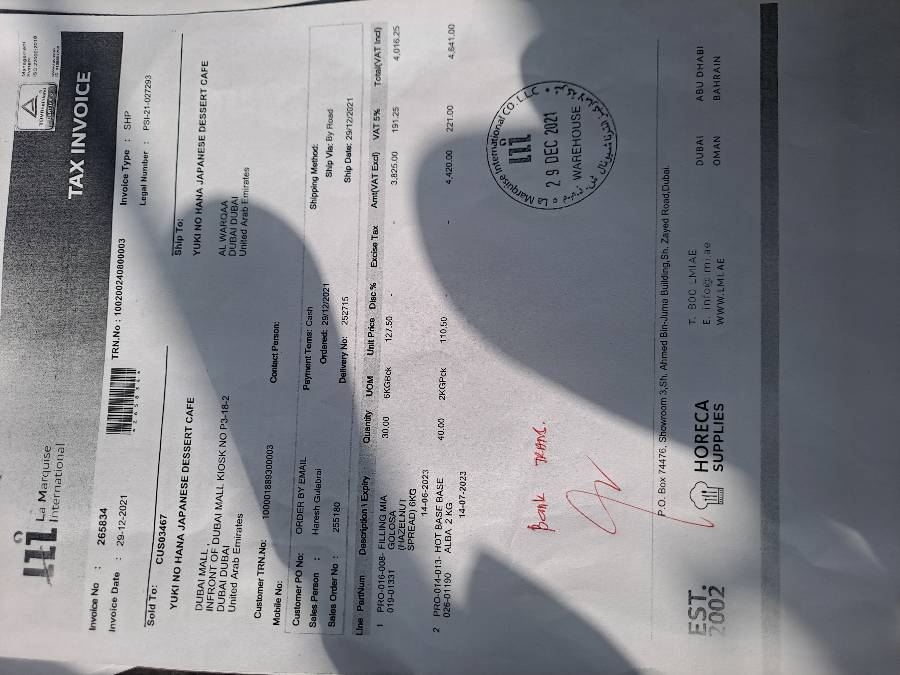 La Marquise
International
TAX INVOICE
Invoice No : 265834
TRN.No : 100200240800003
Invoice Type : SHP
Invoice Date : 29-12-2021
Legal Number : PSI-21-027293
Sold To: CUS03467
Ship To:
YUKI NO HANA JAPANESE DESSERT CAFE
YUKI NO HANA JAPANESE DESSERT CAFE
DUBAI MALL ,
INFRONT OF DUBAI MALL KIOSK NO P3-18-2
DUBAI DUBAI
United Arab Emirates
AL WARQAA
DUBAI DUBAI
United Arab Emirates
Customer TRN.No: 100001889300003
Mobile No:
Contact Person:
Customer PO No: ORDER BY EMAIL
Payment Terms: Cash
Shipping Method:
Sales Person : Haresh Gulabrai
Ordered: 29/12/2021
Ship Via: By Road
Sales Order No : 255180
Delivery No: 252715
Ship Date: 29/12/2021
Line PartNum Description \ Expiry Quantity UOM Unit Price Disc % Excise Tax Amt(VAT Excl) VAT 5% Total(VAT Incl)
1 PRO-016-008- FILLING MIA 30.00 6KGBck 127.50 - - 3,825.00 191.25 4,016.25
019-01331 GOLOSA
(HAZELNUT
SPREAD) 6KG
14-06-2023
2 PRO-014-013- HOT BASE BASE 40.00 2KGPck 110.50 - - 4,420.00 221.00 4,641.00
026-01190 ALBA, 2 KG
14-07-2023
La Marquise International CO. L.L.C
29 DEC 2021
WAREHOUSE
Bank TRANS.
P.O. Box 74476, Showroom 3,Sh. Ahmed Bin-Juma Building,Sh. Zayed Road,Dubai.
EST.
2002
HORECA
SUPPLIES
T. 800 LMIAE
E. info@lmi.ae
WWW.LMI.AE
DUBAI
OMAN
ABU DHABI
BAHRAIN